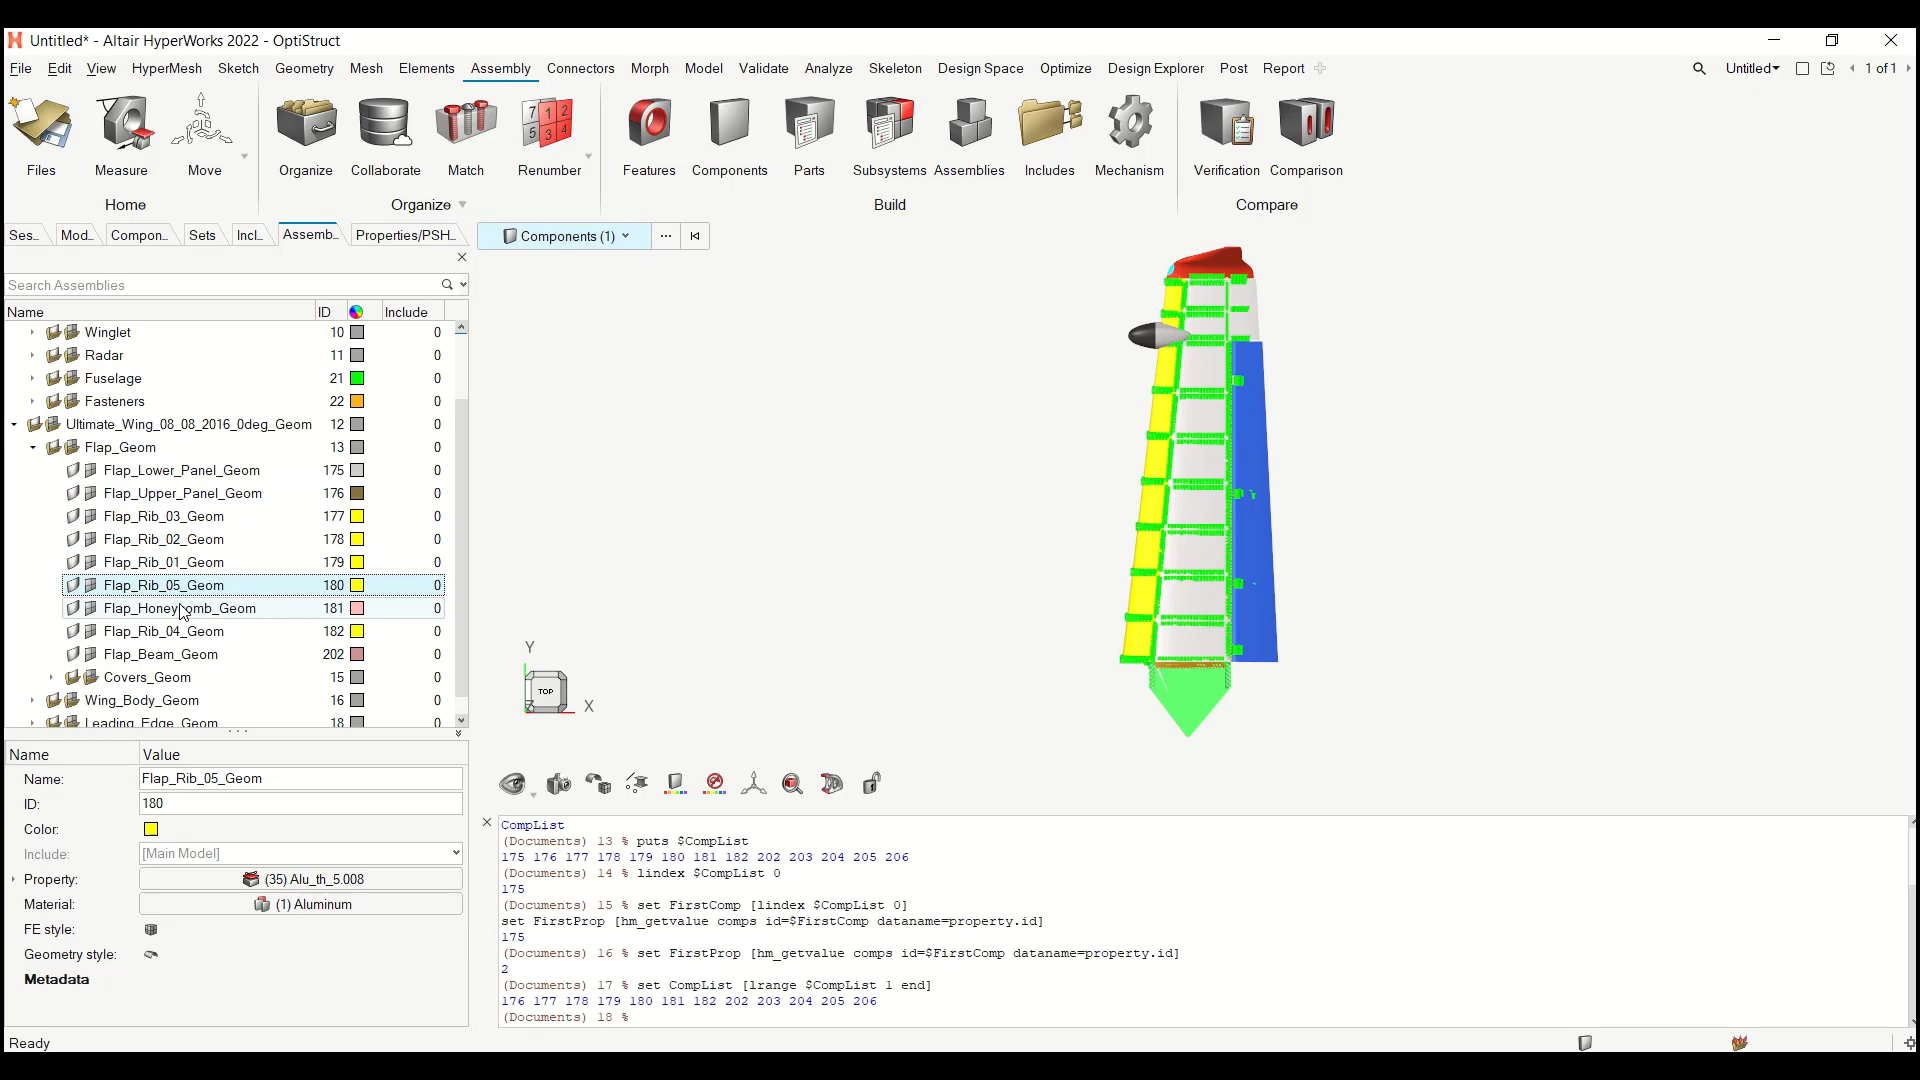 Untitled* - Altair HyperWorks 2022 - OptiStruct
File Edit View HyperMesh Sketch Geometry Mesh Elements Assembly Connectors Morph Model Validate Analyze Skeleton Design Space Optimize Design Explorer Post Report Untitled 1 of 1
Files Measure Move Organize Collaborate Match Renumber Features Components Parts Subsystems Assemblies Includes Mechanism Verification Comparison
Home Organize Build Compare
Ses... Mod... Compon... Sets Incl... Assemb... Properties/PSH... Components (1)
Search Assemblies
Name ID Include
Winglet 10 0
Radar 11 0
Fuselage 21 0
Fasteners 22 0
Ultimate_Wing_08_08_2016_0deg_Geom 12 0
Flap_Geom 13 0
Flap_Lower_Panel_Geom 175 0
Flap_Upper_Panel_Geom 176 0
Flap_Rib_03_Geom 177 0
Flap_Rib_02_Geom 178 0
Flap_Rib_01_Geom 179 0
Flap_Rib_05_Geom 180 0
Flap_Honeycomb_Geom 181 0
Flap_Rib_04_Geom 182 0
Flap_Beam_Geom 202 0
Covers_Geom 15 0
Wing_Body_Geom 16 0
Leading_Edge_Geom 18 0
Y
TOP
Z X
Name Value
Name: Flap_Rib_05_Geom
ID: 180
Color:
Include: [Main Model]
Property: (35) Alu_th_5.008
Material: (1) Aluminum
FE style:
Geometry style:
Metadata
CompList
(Documents) 13 % puts $CompList
175 176 177 178 179 180 181 182 202 203 204 205 206
(Documents) 14 % lindex $CompList 0
175
(Documents) 15 % set FirstComp [lindex $CompList 0]
set FirstProp [hm_getvalue comps id=$FirstComp dataname=property.id]
175
(Documents) 16 % set FirstProp [hm_getvalue comps id=$FirstComp dataname=property.id]
2
(Documents) 17 % set CompList [lrange $CompList 1 end]
176 177 178 179 180 181 182 202 203 204 205 206
(Documents) 18 %
Ready